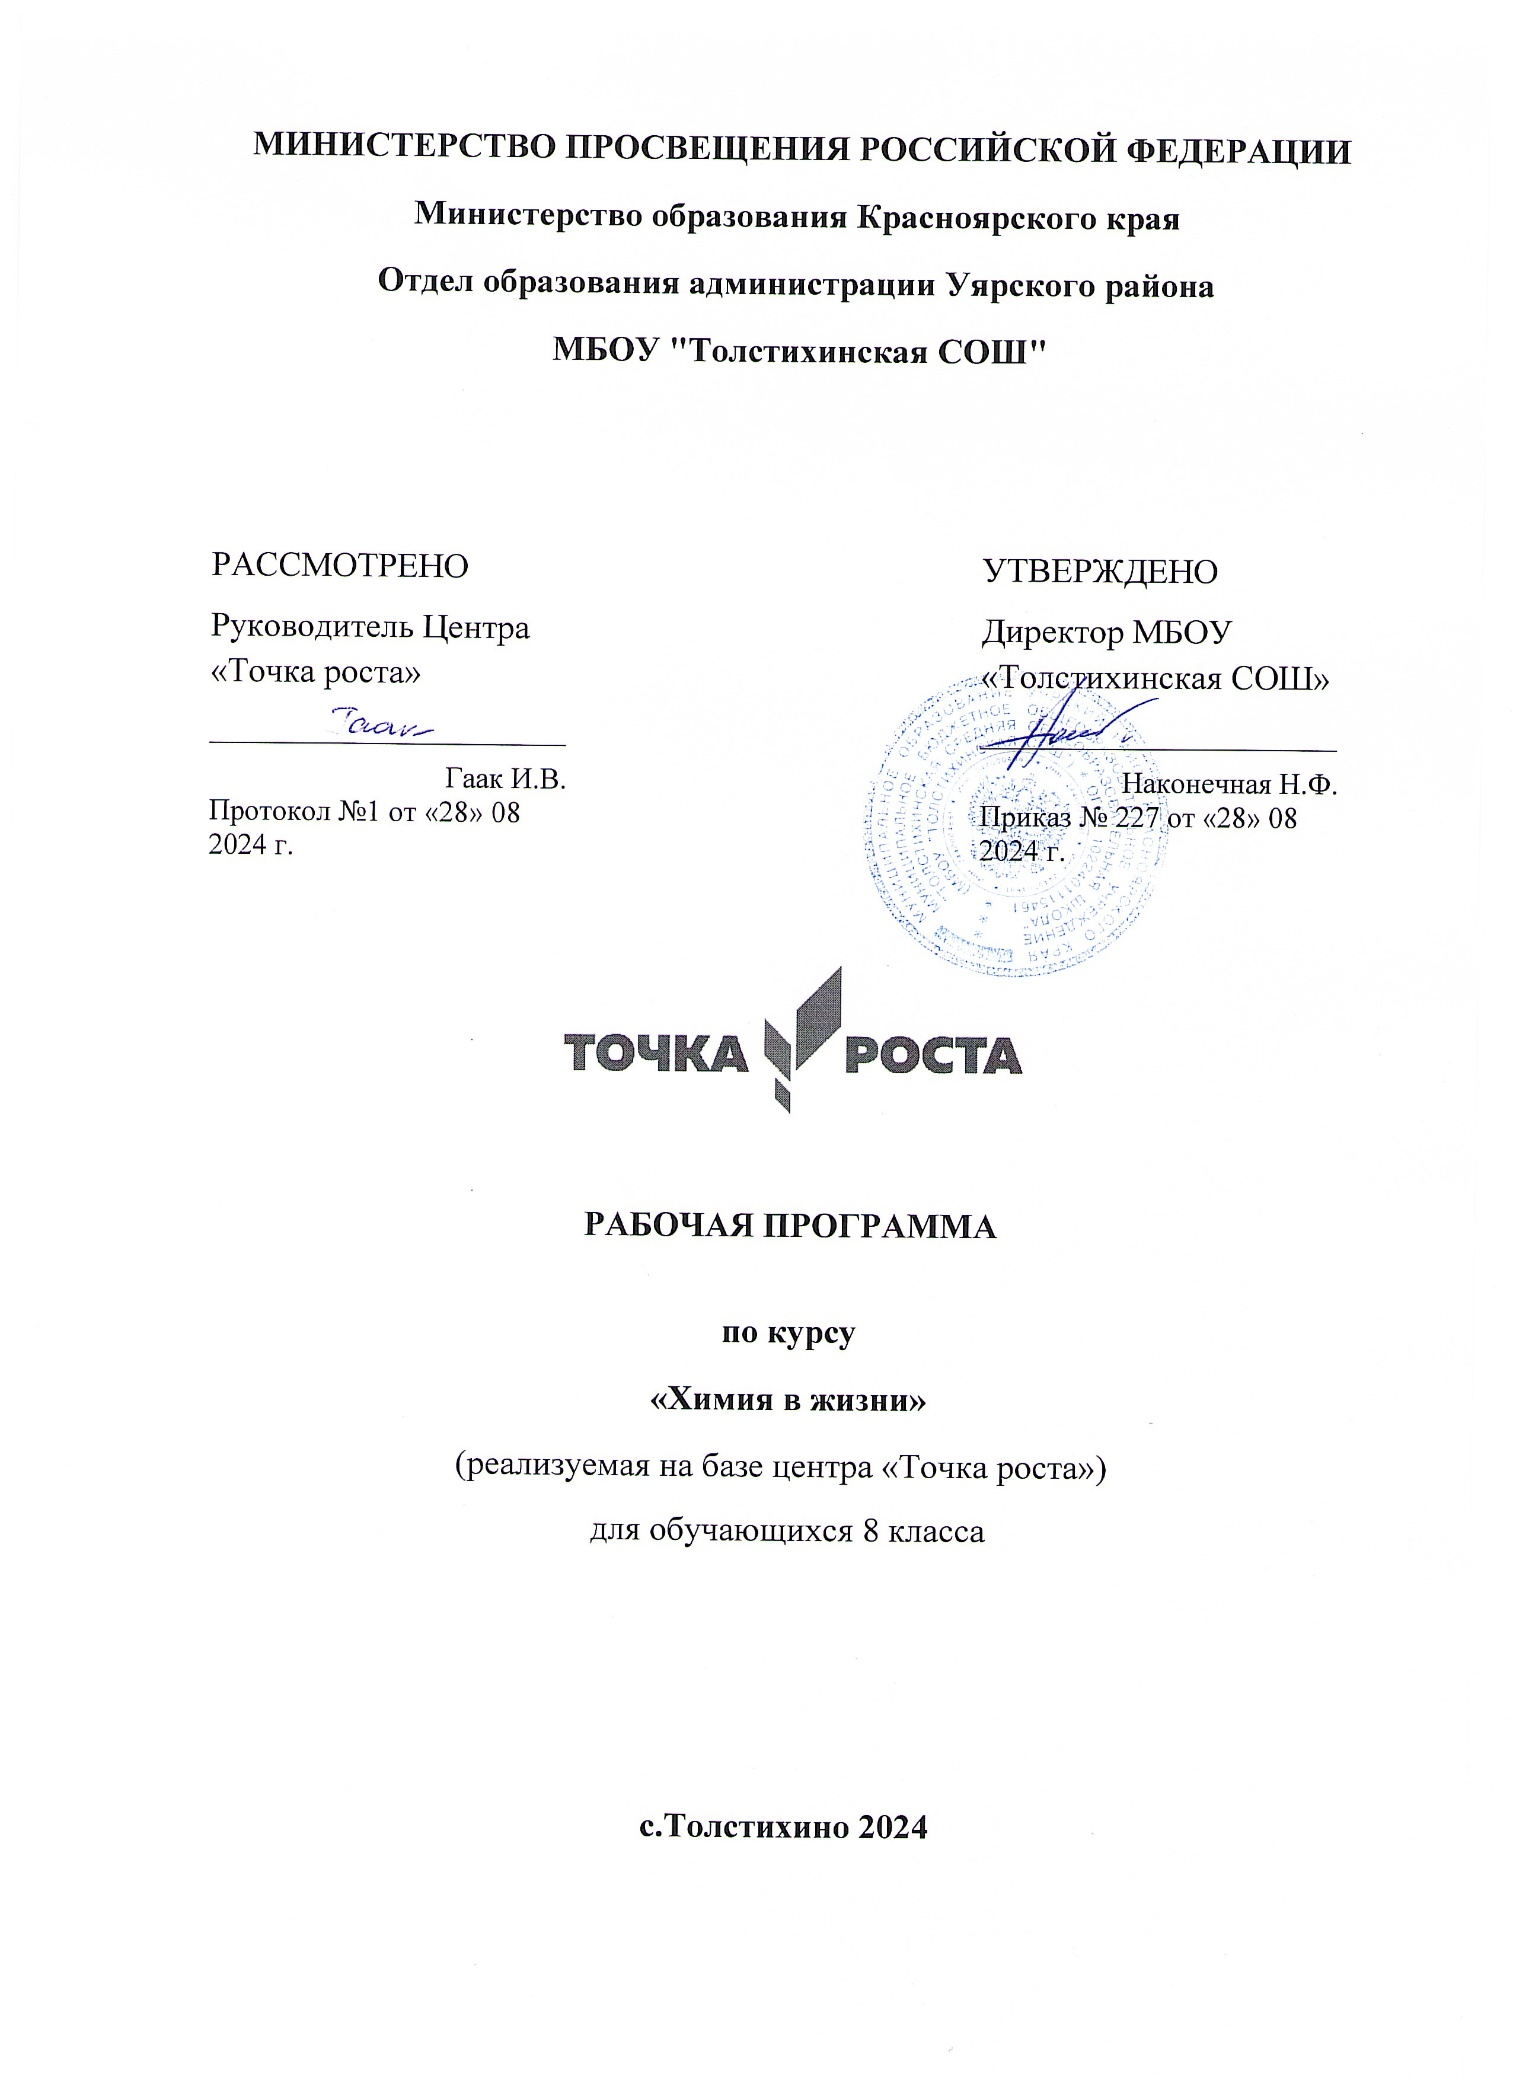 МИНИСТЕРСТВО ПРОСВЕЩЕНИЯ РОССИЙСКОЙ ФЕДЕРАЦИИ
Министерство образования Красноярского края
Отдел образования администрации Уярского района
МБОУ "Толстихинская СОШ"
РАССМОТРЕНО
Руководитель Центра
«Точка роста»
Гаак
Гаак И.В.
Протокол №1 от «28» 08
2024 г.
УТВЕРЖДЕНО
Директор МБОУ
«Толстихинская СОШ»
Наконечная Н.Ф.
Приказ № 227 от «28» 08
2024 г.
ТОЧКА РОСТА
РАБОЧАЯ ПРОГРАММА
по курсу
«Химия в жизни»
(реализуемая на базе центра «Точка роста»)
для обучающихся 8 класса
с.Толстихино 2024